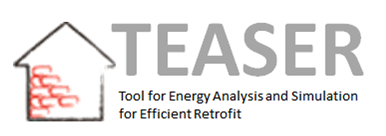 TEASER
Tool for Energy Analysis and Simulation
for Efficient Retrofit